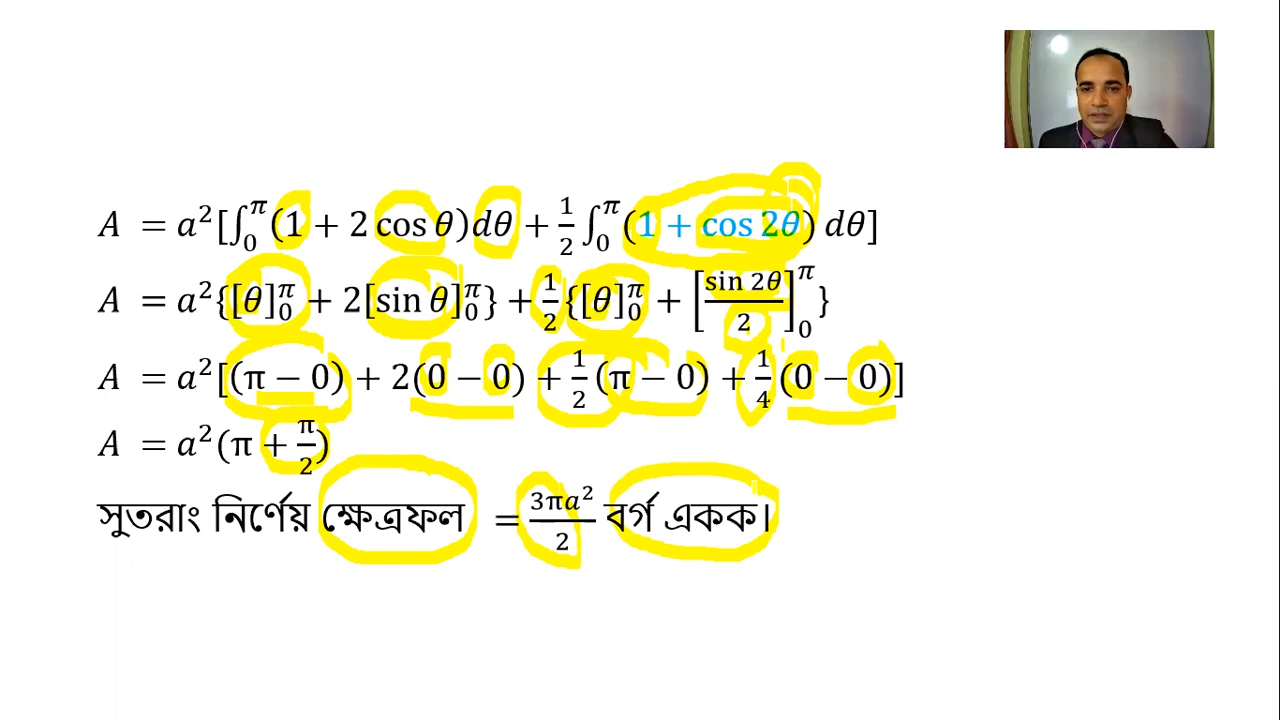 A = a²[∫₀^π (1 + 2 cos θ)dθ + 1/2 ∫₀^π (1 + cos 2θ) dθ]
A = a²{[θ]₀^π + 2[sin θ]₀^π} + 1/2 {[θ]₀^π + [sin 2θ/2]₀^π}
A = a²[(π − 0) + 2(0 − 0) + 1/2 (π − 0) + 1/4 (0 − 0)]
A = a²(π + π/2)
সুতরাং নির্ণেয় ক্ষেত্রফল = 3πa²/2 বর্গ একক।